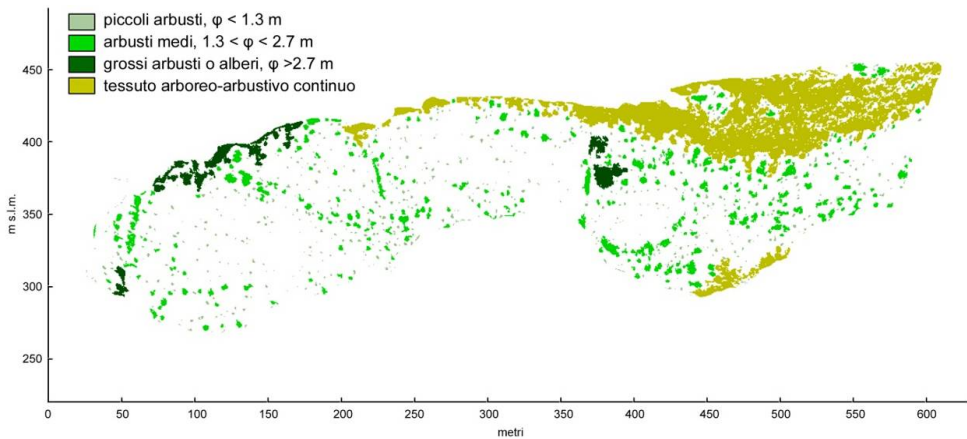 piccoli arbusti, φ < 1.3 m
arbusti medi, 1.3 < φ < 2.7 m
grossi arbusti o alberi, φ >2.7 m
tessuto arboreo-arbustivo continuo
m s.l.m.
450
400
350
300
250
0 50 100 150 200 250 300 350 400 450 500 550 600
metri